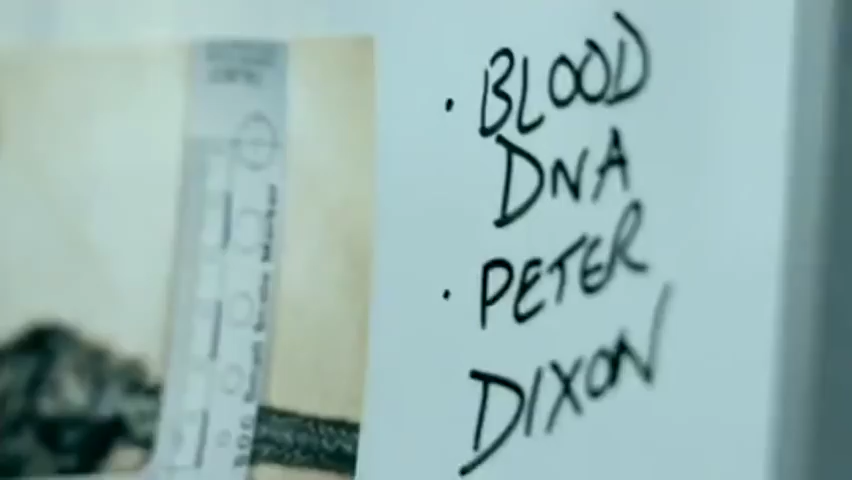 · BLOOD
DNA
· PETER
DIXON